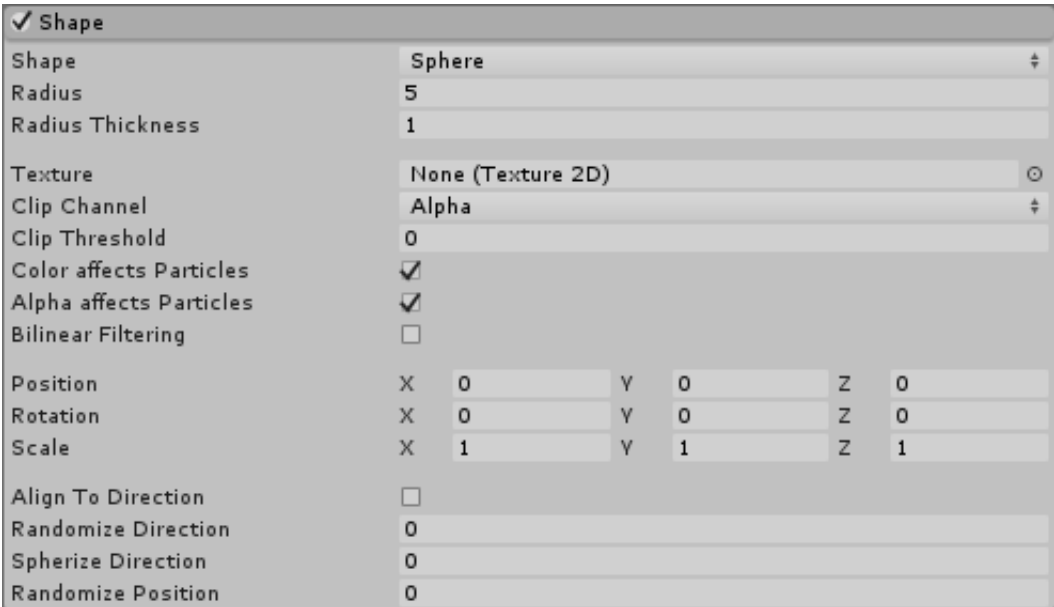 Shape
Shape Sphere
Radius 5
Radius Thickness 1
Texture None (Texture 2D)
Clip Channel Alpha
Clip Threshold 0
Color affects Particles
Alpha affects Particles
Bilinear Filtering
Position X 0 Y 0 Z 0
Rotation X 0 Y 0 Z 0
Scale X 1 Y 1 Z 1
Align To Direction
Randomize Direction 0
Spherize Direction 0
Randomize Position 0